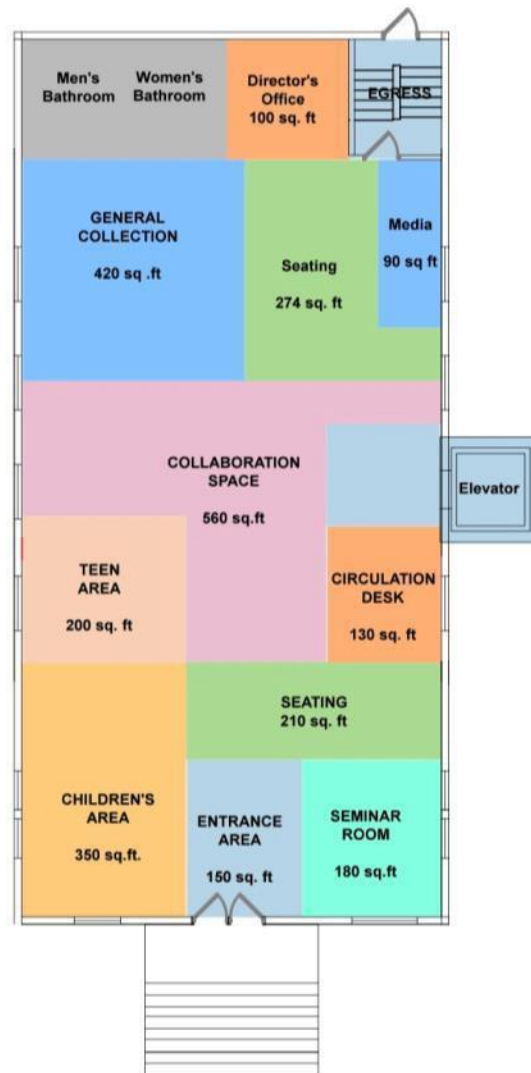 Men's
Bathroom
Women's
Bathroom
Director's
Office
100 sq. ft
EGRESS
GENERAL
COLLECTION
420 sq .ft
Seating
274 sq. ft
Media
90 sq ft
COLLABORATION
SPACE
560 sq.ft
Elevator
TEEN
AREA
200 sq. ft
CIRCULATION
DESK
130 sq. ft
SEATING
210 sq. ft
CHILDREN'S
AREA
350 sq.ft.
ENTRANCE
AREA
150 sq. ft
SEMINAR
ROOM
180 sq.ft